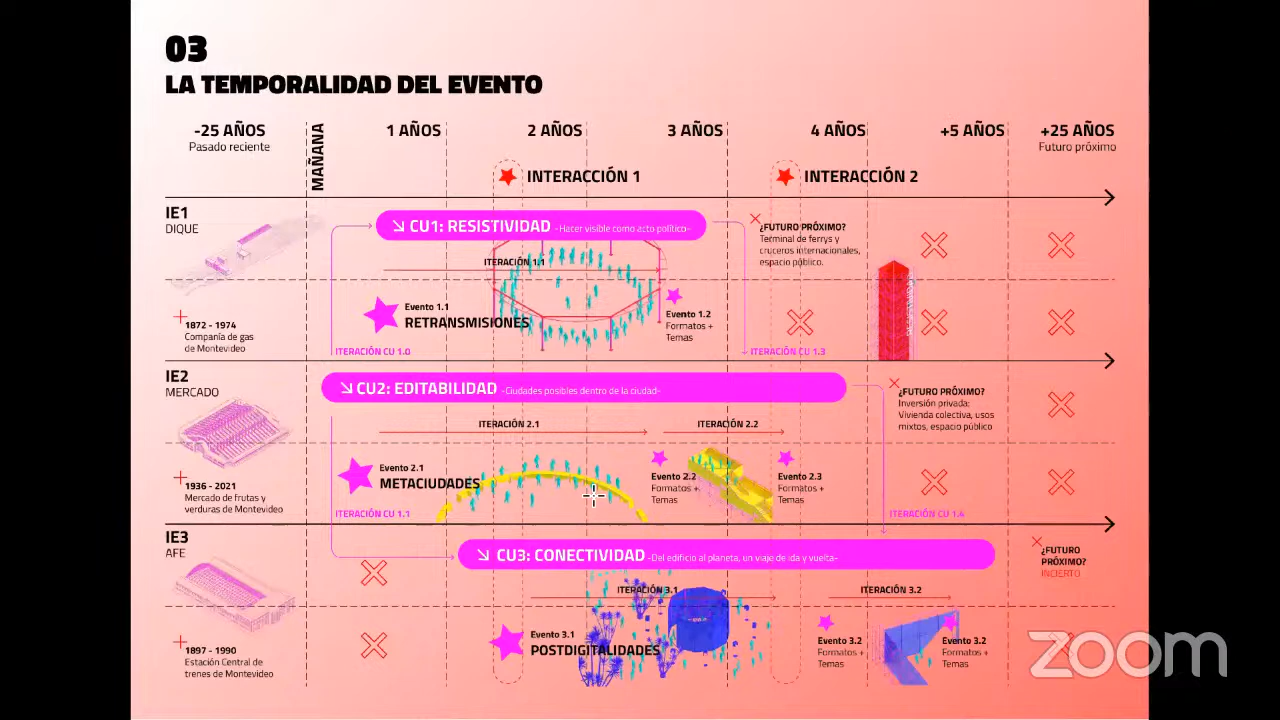 03
LA TEMPORALIDAD DEL EVENTO
-25 AÑOS
Pasado reciente
MAÑANA
1 AÑOS
2 AÑOS
3 AÑOS
4 AÑOS
+5 AÑOS
+25 AÑOS
Futuro próximo
INTERACCIÓN 1
INTERACCIÓN 2
IE1
DIQUE
CU1: RESISTIVIDAD -Hacer visible como acto político-
¿FUTURO PRÓXIMO?
Terminal de ferrys y
cruceros internacionales,
espacio público.
ITERACIÓN 1.1
1872 - 1974
Compañía de gas
de Montevideo
Evento 1.1
RETRANSMISIONES
Evento 1.2
Formatos +
Temas
ITERACIÓN CU 1.0
ITERACIÓN CU 1.3
IE2
MERCADO
CU2: EDITABILIDAD -Ciudades posibles dentro de la ciudad-
¿FUTURO PRÓXIMO?
Inversión privada:
Vivienda colectiva, usos
mixtos, espacio público
ITERACIÓN 2.1
ITERACIÓN 2.2
1936 - 2021
Mercado de frutas y
verduras de Montevideo
Evento 2.1
METACIUDADES
Evento 2.2
Formatos +
Temas
Evento 2.3
Formatos +
Temas
ITERACIÓN CU 1.1
ITERACIÓN CU 1.4
IE3
AFE
CU3: CONECTIVIDAD -Del edificio al planeta, un viaje de ida y vuelta-
¿FUTURO
PRÓXIMO?
INCIERTO
ITERACIÓN 3.1
ITERACIÓN 3.2
1897 - 1990
Estación Central de
trenes de Montevideo
Evento 3.1
POSTDIGITALIDADES
Evento 3.2
Formatos +
Temas
Evento 3.2
Formatos +
Temas
zoom